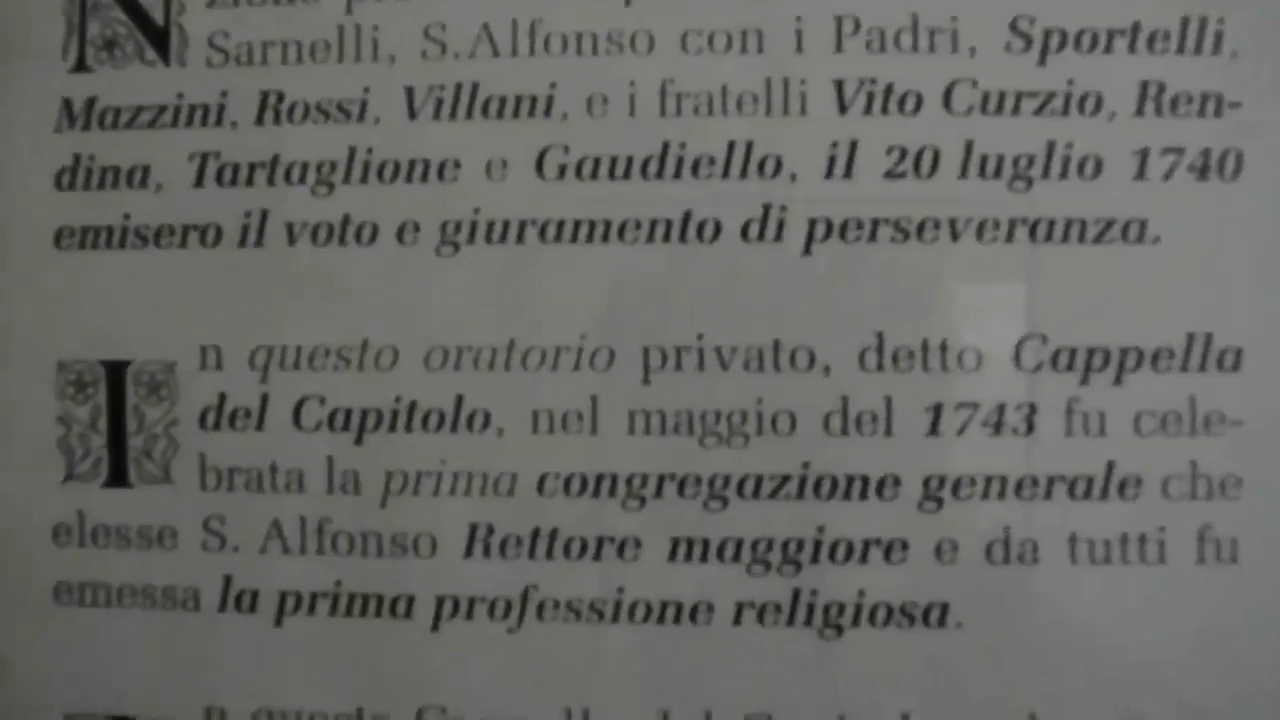 Sarnelli, S.Alfonso con i Padri, Sportelli,
Mazzini, Rossi, Villani, e i fratelli Vito Curzio, Ren-
dina, Tartaglione e Gaudiello, il 20 luglio 1740
emisero il voto e giuramento di perseveranza.
In questo oratorio privato, detto Cappella
del Capitolo, nel maggio del 1743 fu cele-
brata la prima congregazione generale che
elesse S. Alfonso Rettore maggiore e da tutti fu
emessa la prima professione religiosa.